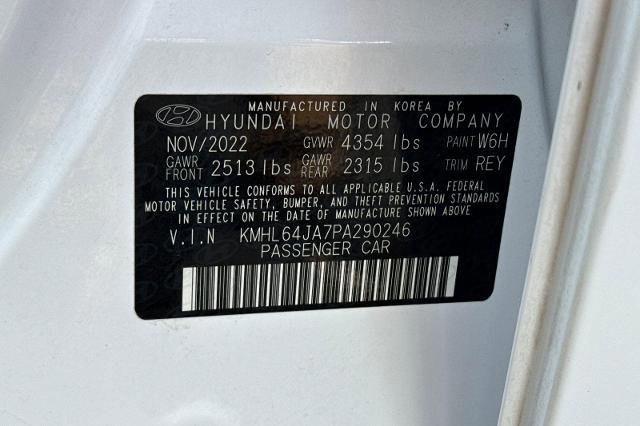 MANUFACTURED IN KOREA BY
HYUNDAI MOTOR COMPANY
NOV/2022 GVWR 4354 lbs PAINT W6H
GAWR FRONT 2513 lbs GAWR REAR 2315 lbs TRIM REY
THIS VEHICLE CONFORMS TO ALL APPLICABLE U.S.A. FEDERAL
MOTOR VEHICLE SAFETY, BUMPER, AND THEFT PREVENTION STANDARDS
IN EFFECT ON THE DATE OF MANUFACTURE SHOWN ABOVE
V.I.N KMHL64JA7PA290246
PASSENGER CAR